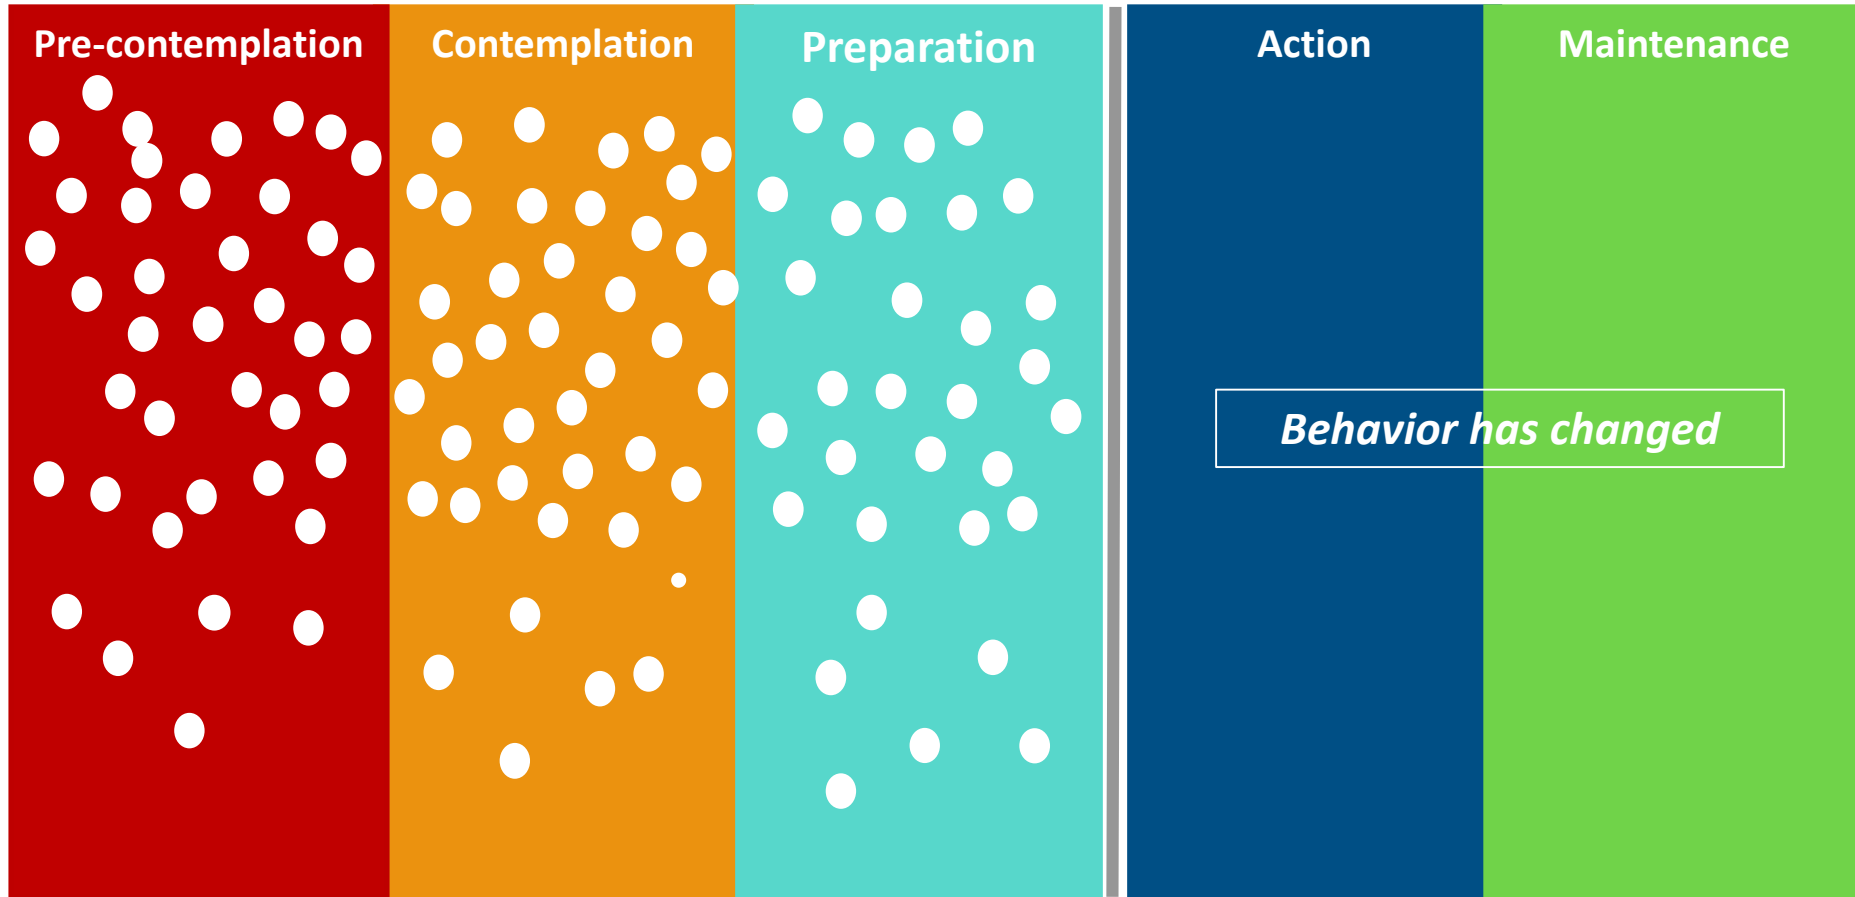 Pre-contemplation
Contemplation
Preparation
Action
Maintenance
Behavior has changed